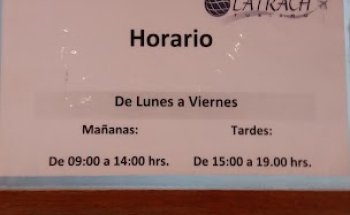 LATRACH
TURISMO
Horario
De Lunes a Viernes
Mañanas: Tardes:
De 09:00 a 14:00 hrs. De 15:00 a 19.00 hrs.